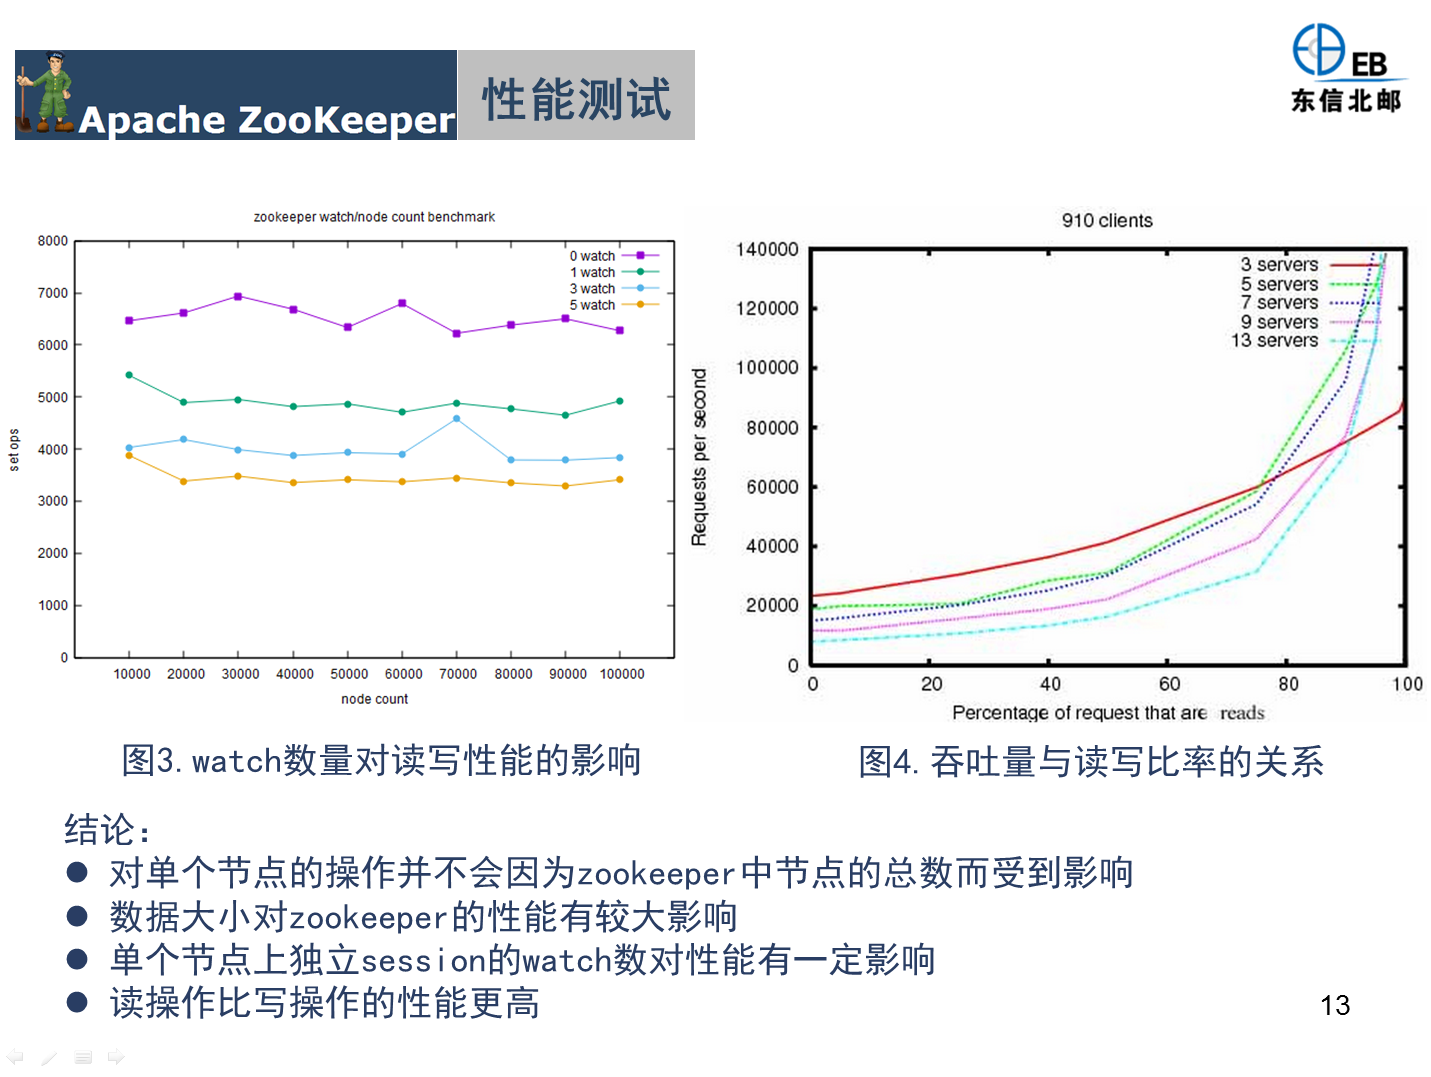 Apache ZooKeeper
性能测试
EB
东信北邮
zookeeper watch/node count benchmark
8000
7000
6000
5000
4000
3000
2000
1000
0
set ops
0 watch
1 watch
3 watch
5 watch
10000 20000 30000 40000 50000 60000 70000 80000 90000 100000
node count
910 clients
140000
120000
100000
80000
60000
40000
20000
0
Requests per second
3 servers
5 servers
7 servers
9 servers
13 servers
0 20 40 60 80 100
Percentage of request that are reads
图3.watch数量对读写性能的影响
图4.吞吐量与读写比率的关系
结论：
● 对单个节点的操作并不会因为zookeeper中节点的总数而受到影响
● 数据大小对zookeeper的性能有较大影响
● 单个节点上独立session的watch数对性能有一定影响
● 读操作比写操作的性能更高
13